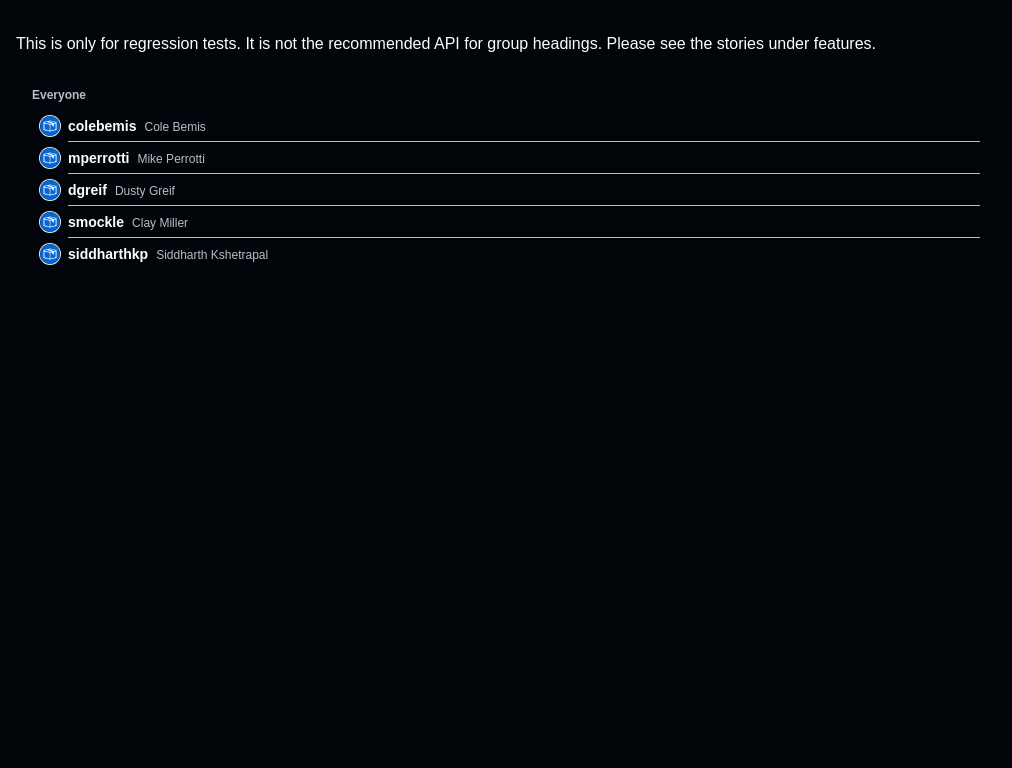 This is only for regression tests. It is not the recommended API for group headings. Please see the stories under features.
Everyone
colebemis Cole Bemis
mperrotti Mike Perrotti
dgreif Dusty Greif
smockle Clay Miller
siddharthkp Siddharth Kshetrapal